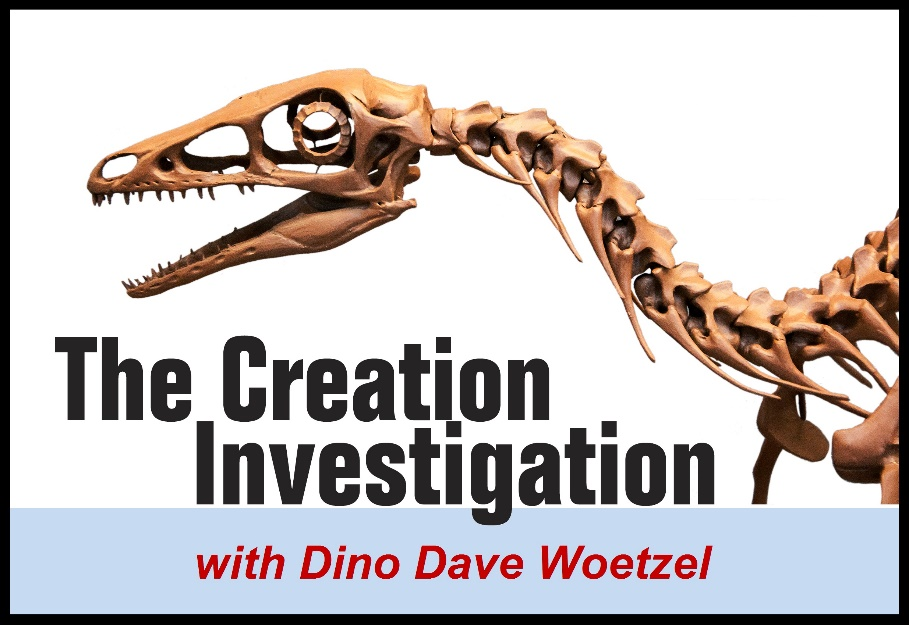 The Creation
Investigation
with Dino Dave Woetzel